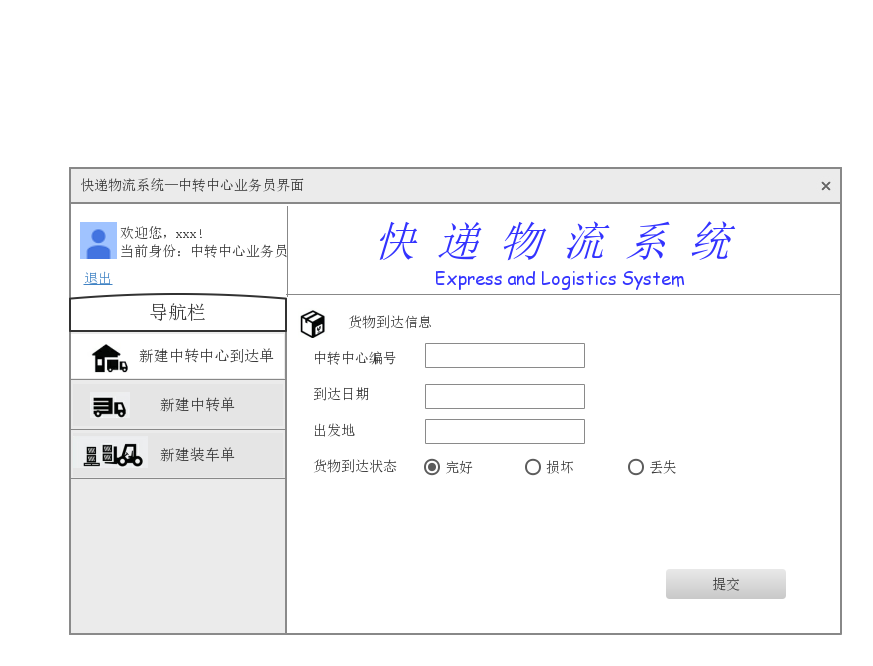 快递物流系统—中转中心业务员界面
×
欢迎您，xxx!
当前身份：中转中心业务员
退出
快递物流系统
Express and Logistics System
导航栏
新建中转中心到达单
新建中转单
新建装车单
货物到达信息
中转中心编号
到达日期
出发地
货物到达状态 完好 损坏 丢失
提交